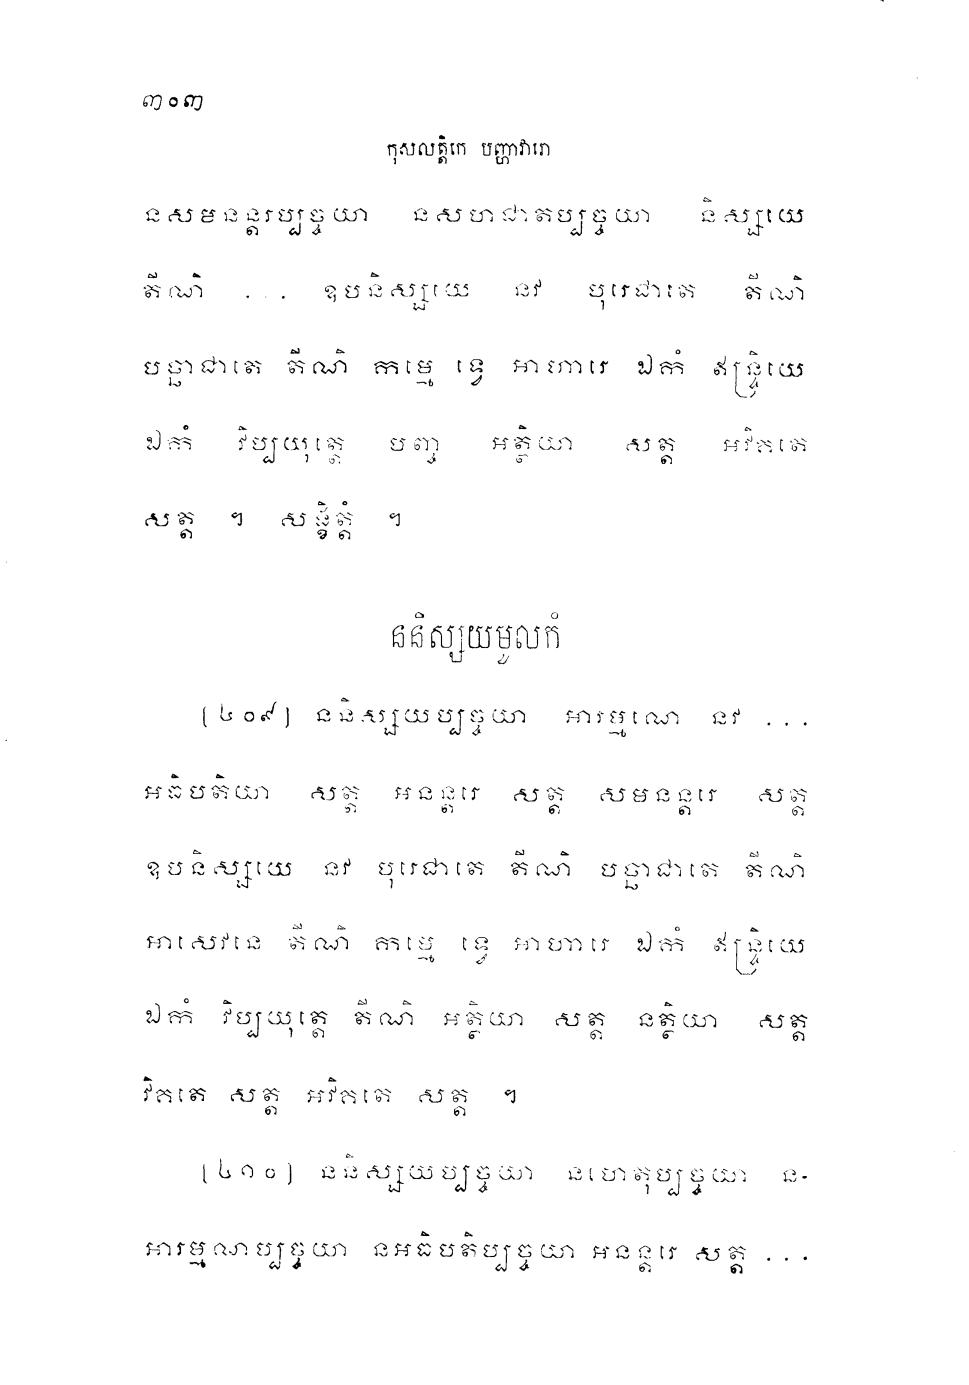 ៣០៣
កុសលត្តិកេ បញ្ហាវារោ
នសមនន្តរប្បច្ចយា នសហជាតប្បច្ចយា និស្សយេ
តីណិ ... ឧបនិស្សយេ នវ បុរេជាតេ តីណិ
បច្ឆាជាតេ តីណិ កម្មេ ទ្វេ អាហារេ ឯកំ ឥន្ទ្រិយេ
ឯកំ វិប្បយុត្តេ បញ្ច អត្ថិយា សត្ត អវិគតេ
សត្ត ។ សង្ខិត្តំ ។
ននិស្សយមូលកំ
[៤០៩] ននិស្សយប្បច្ចយា អារម្មណេ នវ ...
អធិបតិយា សត្ត អនន្តរេ សត្ត សមនន្តរេ សត្ត
ឧបនិស្សយេ នវ បុរេជាតេ តីណិ បច្ឆាជាតេ តីណិ
អាសេវនេ តីណិ កម្មេ ទ្វេ អាហារេ ឯកំ ឥន្ទ្រិយេ
ឯកំ វិប្បយុត្តេ តីណិ អត្ថិយា សត្ត នត្ថិយា សត្ត
វិគតេ សត្ត អវិគតេ សត្ត ។
[៤១០] ននិស្សយប្បច្ចយា នហេតុប្បច្ចយា ន-
អារម្មណប្បច្ចយា នអធិបតិប្បច្ចយា អនន្តរេ សត្ត ...